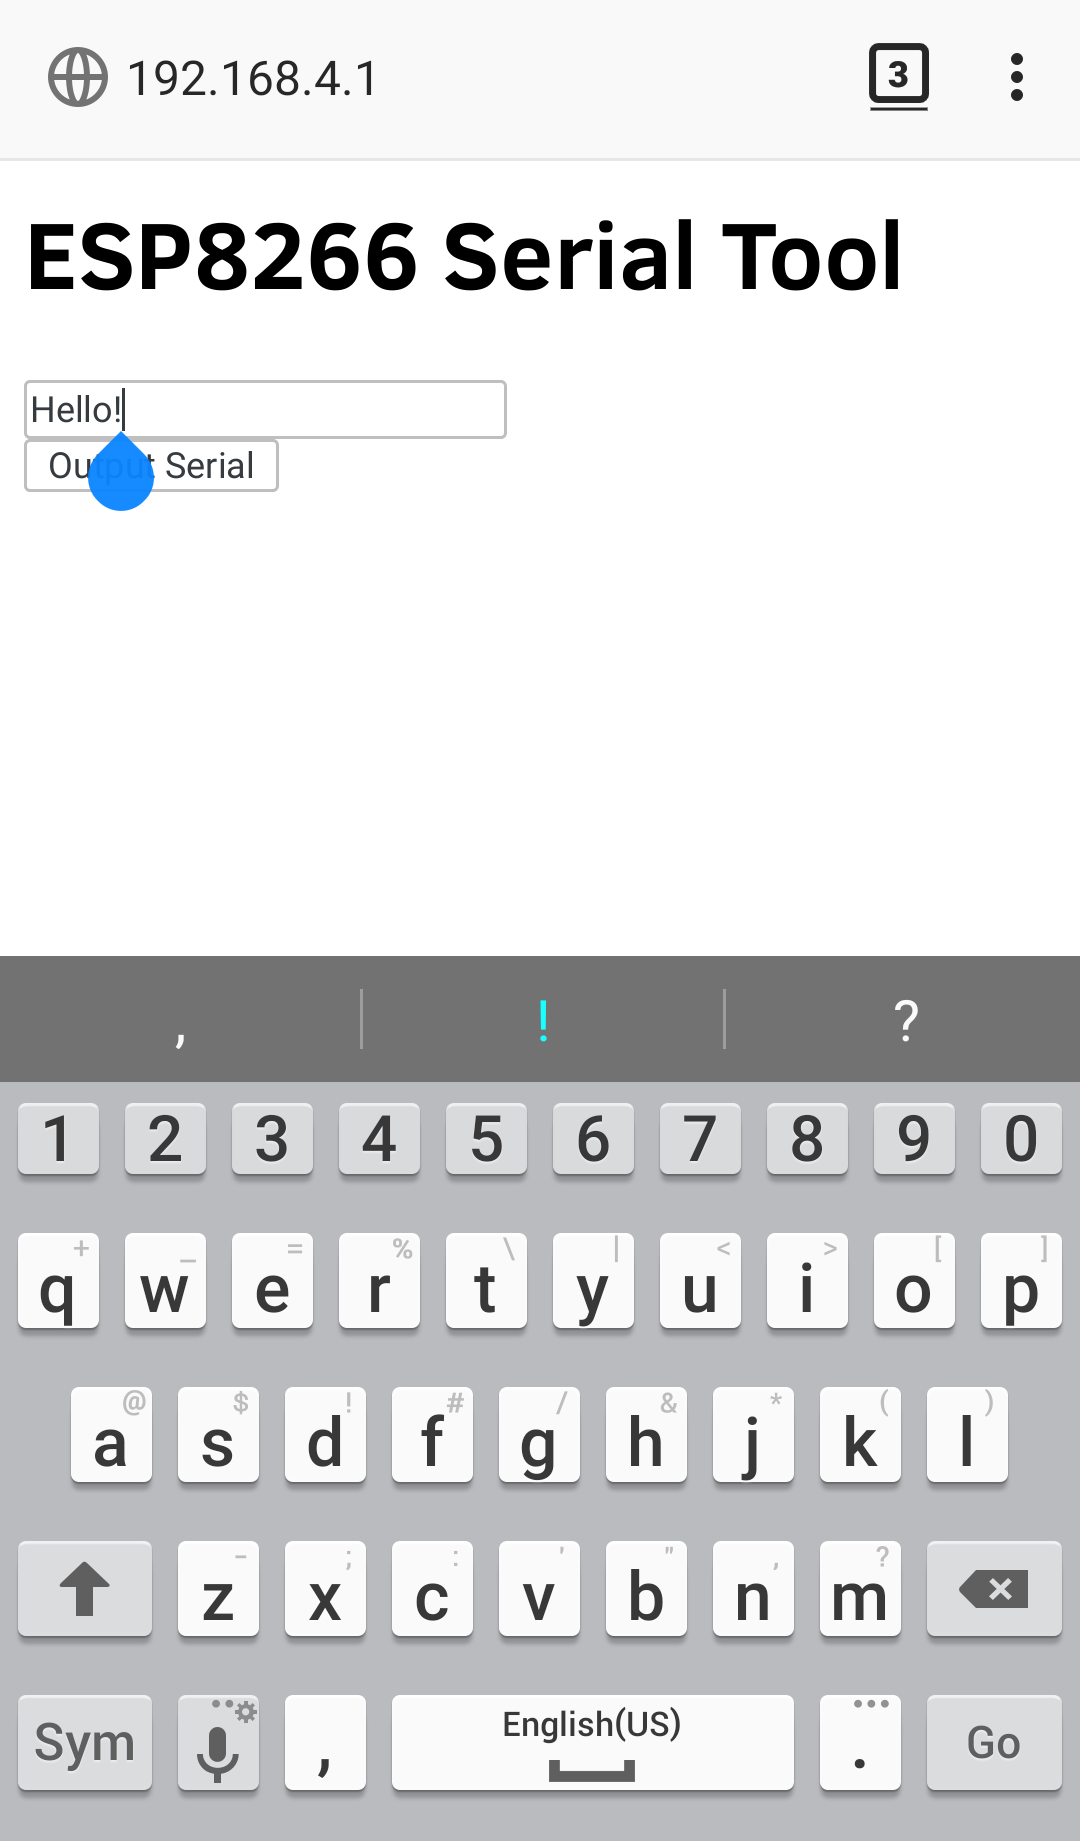 192.168.4.1 3
ESP8266 Serial Tool
Hello!
Output Serial
, ! ?
1 2 3 4 5 6 7 8 9 0
+ _ = % \ | < > [ ]
q w e r t y u i o p
@ $ ! # / & * ( )
a s d f g h j k l
- ; : ' " , ?
z x c v b n m
English(US)
Sym , . Go